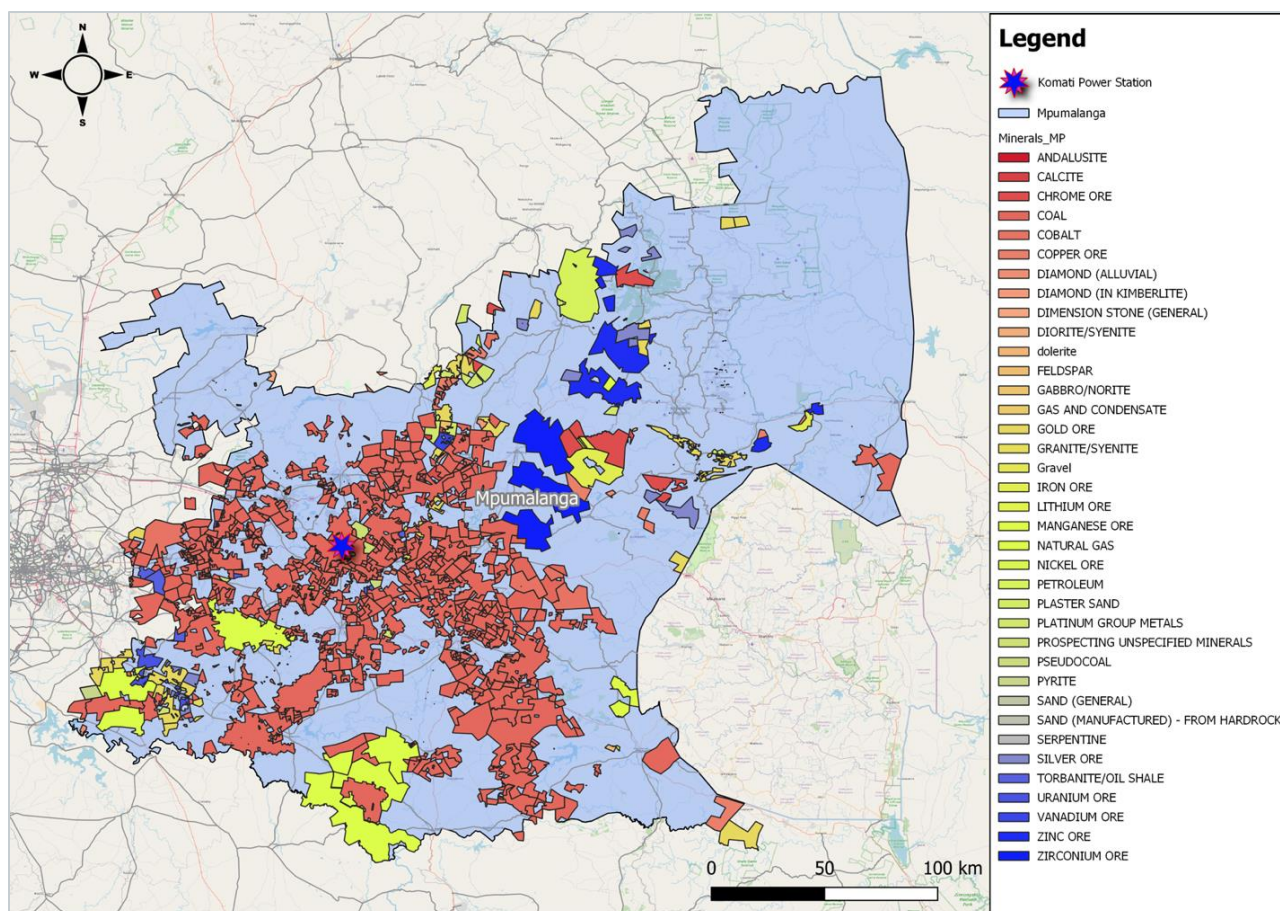 N
W
E
S
Mpumalanga
0
50
100 km
Legend
Komati Power Station
Mpumalanga
Minerals_MP
ANDALUSITE
CALCITE
CHROME ORE
COAL
COBALT
COPPER ORE
DIAMOND (ALLUVIAL)
DIAMOND (IN KIMBERLITE)
DIMENSION STONE (GENERAL)
DIORITE/SYENITE
dolerite
FELDSPAR
GABBRO/NORITE
GAS AND CONDENSATE
GOLD ORE
GRANITE/SYENITE
Gravel
IRON ORE
LITHIUM ORE
MANGANESE ORE
NATURAL GAS
NICKEL ORE
PETROLEUM
PLASTER SAND
PLATINUM GROUP METALS
PROSPECTING UNSPECIFIED MINERALS
PSEUDOCOAL
PYRITE
SAND (GENERAL)
SAND (MANUFACTURED) - FROM HARDROCK
SERPENTINE
SILVER ORE
TORBANITE/OIL SHALE
URANIUM ORE
VANADIUM ORE
ZINC ORE
ZIRCONIUM ORE